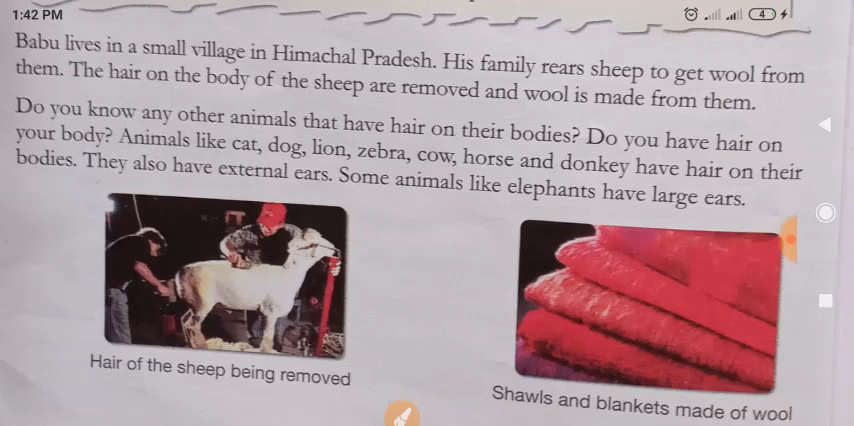 1:42 PM
4
Babu lives in a small village in Himachal Pradesh. His family rears sheep to get wool from
them. The hair on the body of the sheep are removed and wool is made from them.
Do you know any other animals that have hair on their bodies? Do you have hair on
your body? Animals like cat, dog, lion, zebra, cow, horse and donkey have hair on their
bodies. They also have external ears. Some animals like elephants have large ears.
Hair of the sheep being removed
Shawls and blankets made of wool